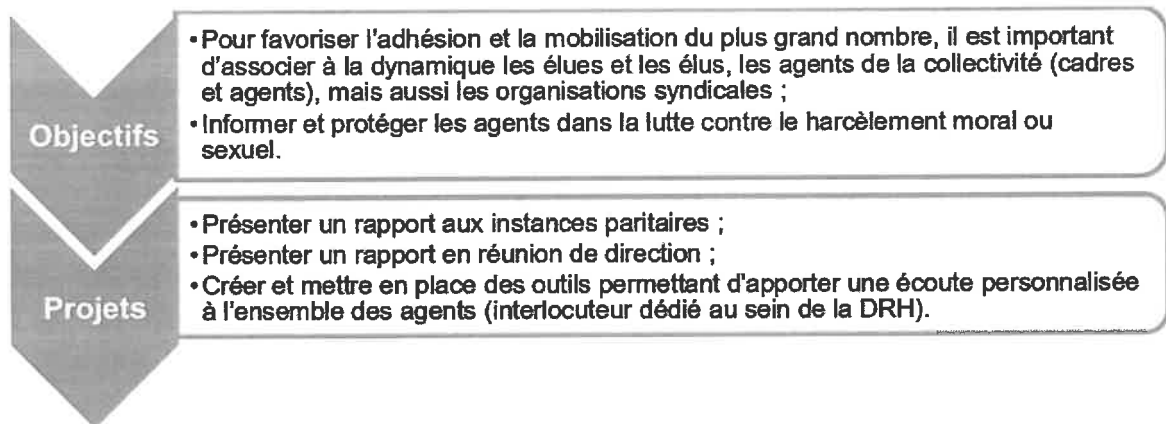 Objectifs
• Pour favoriser l'adhésion et la mobilisation du plus grand nombre, il est important
d'associer à la dynamique les élues et les élus, les agents de la collectivité (cadres
et agents), mais aussi les organisations syndicales ;
• Informer et protéger les agents dans la lutte contre le harcèlement moral ou
sexuel.
Projets
• Présenter un rapport aux instances paritaires ;
• Présenter un rapport en réunion de direction ;
• Créer et mettre en place des outils permettant d'apporter une écoute personnalisée
à l'ensemble des agents (interlocuteur dédié au sein de la DRH).